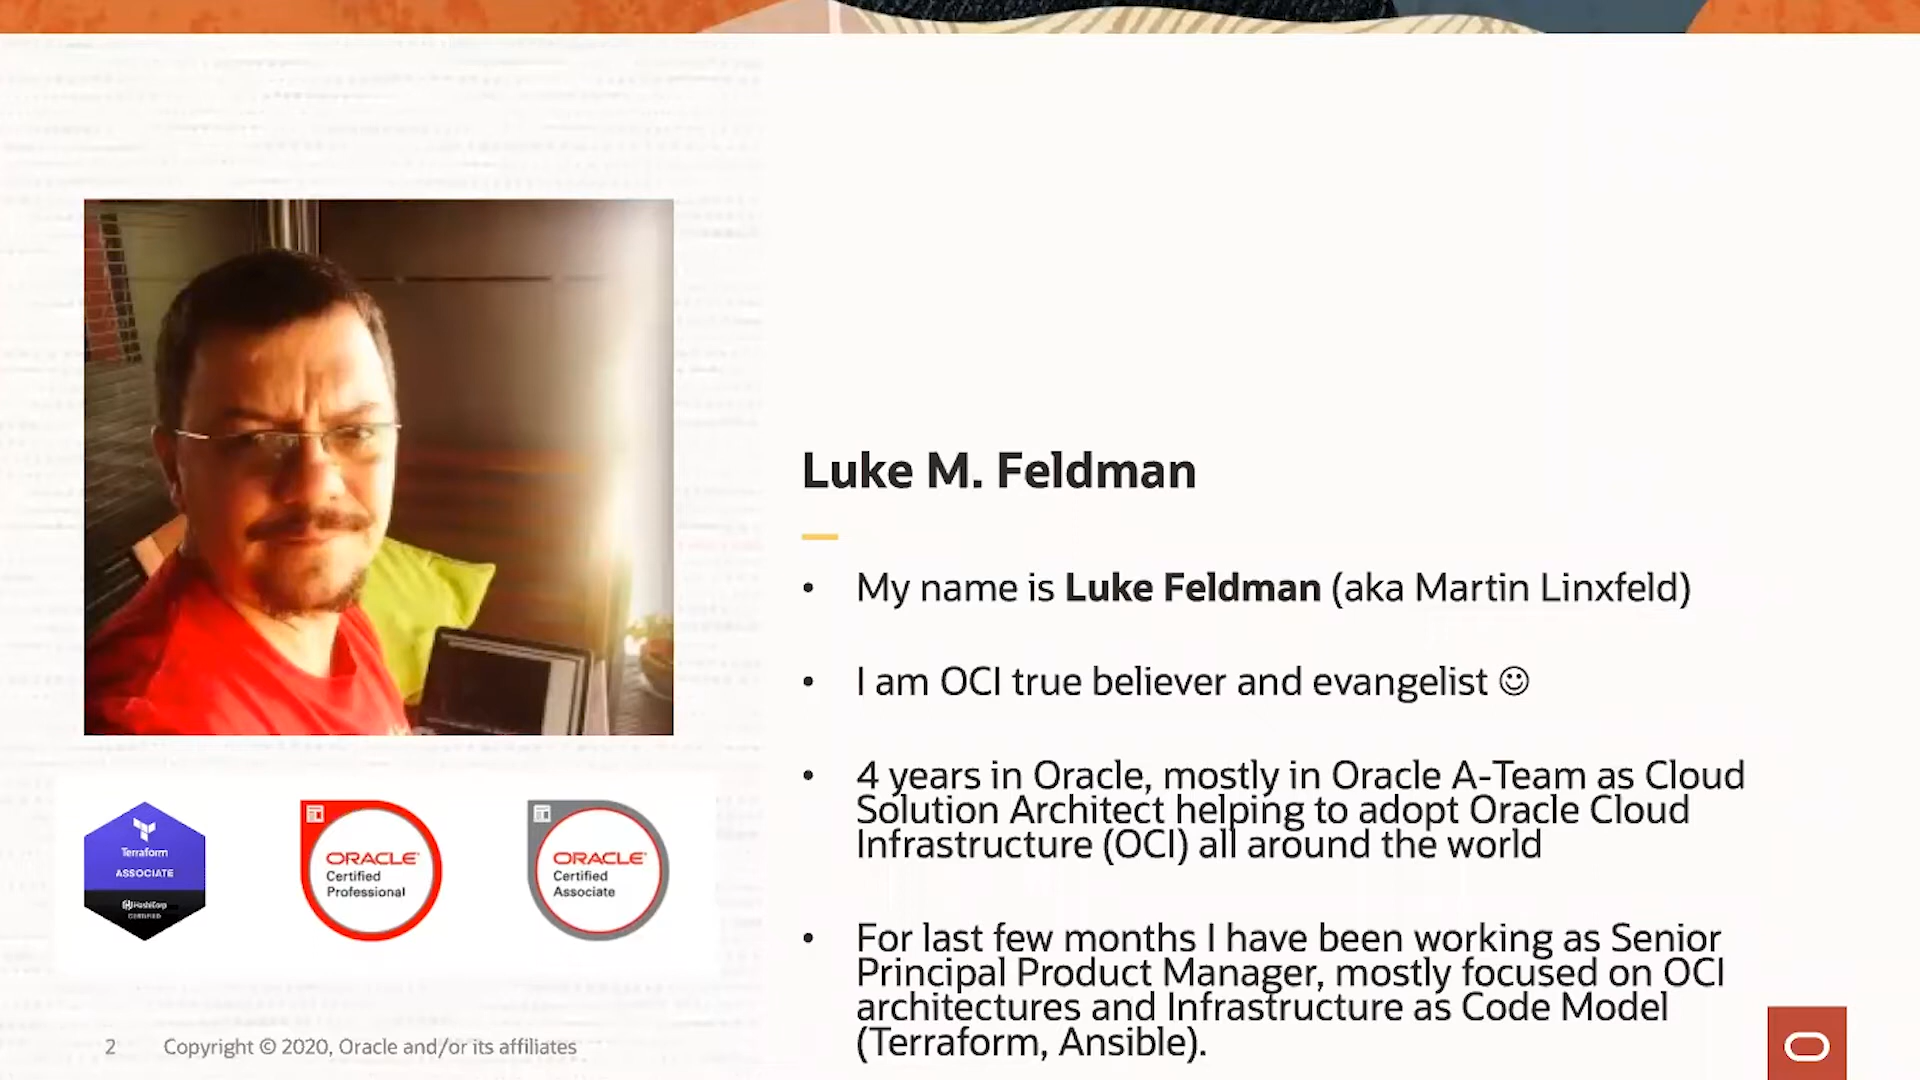 Luke M. Feldman
• My name is Luke Feldman (aka Martin Linxfeld)
• I am OCI true believer and evangelist ☺
• 4 years in Oracle, mostly in Oracle A-Team as Cloud
Solution Architect helping to adopt Oracle Cloud
Infrastructure (OCI) all around the world
• For last few months I have been working as Senior
Principal Product Manager, mostly focused on OCI
architectures and Infrastructure as Code Model
(Terraform, Ansible).
Terraform
ASSOCIATE
HashiCorp
CERTIFIED
ORACLE
Certified
Professional
ORACLE
Certified
Associate
2 Copyright © 2020, Oracle and/or its affiliates